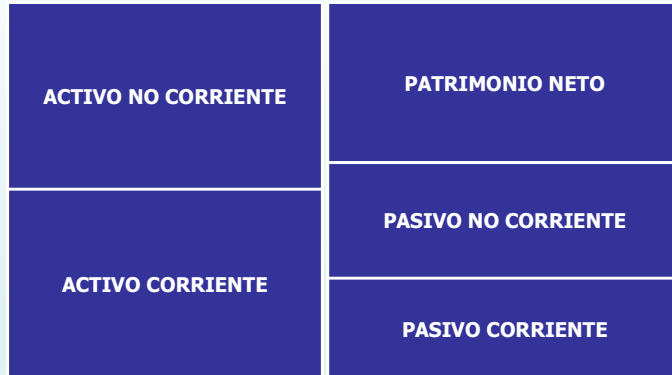 ACTIVO NO CORRIENTE
ACTIVO CORRIENTE
PATRIMONIO NETO
PASIVO NO CORRIENTE
PASIVO CORRIENTE